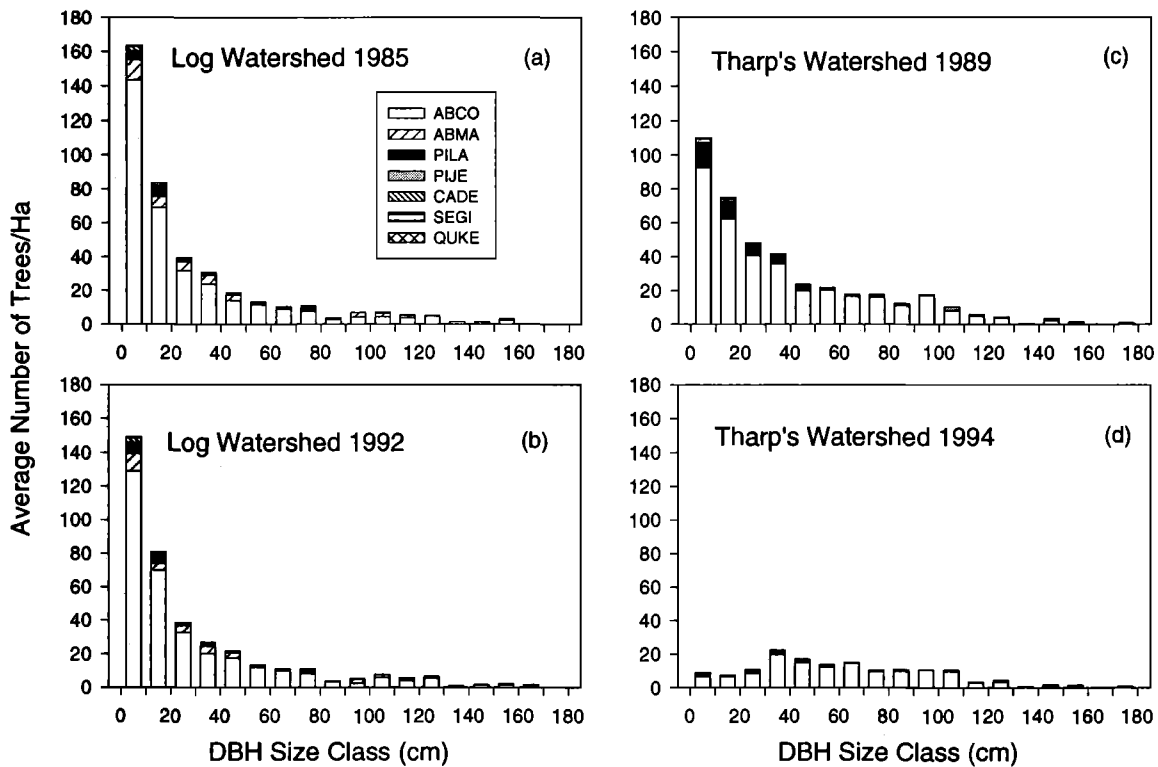 Average Number of Trees/Ha
180
160
140
120
100
80
60
40
20
0
Log Watershed 1985
(a)
ABCO
ABMA
PILA
PIJE
CADE
SEGI
QUKE
0 20 40 60 80 100 120 140 160 180
180
160
140
120
100
80
60
40
20
0
Tharp's Watershed 1989
(c)
0 20 40 60 80 100 120 140 160 180
180
160
140
120
100
80
60
40
20
0
Log Watershed 1992
(b)
0 20 40 60 80 100 120 140 160 180
DBH Size Class (cm)
180
160
140
120
100
80
60
40
20
0
Tharp's Watershed 1994
(d)
0 20 40 60 80 100 120 140 160 180
DBH Size Class (cm)